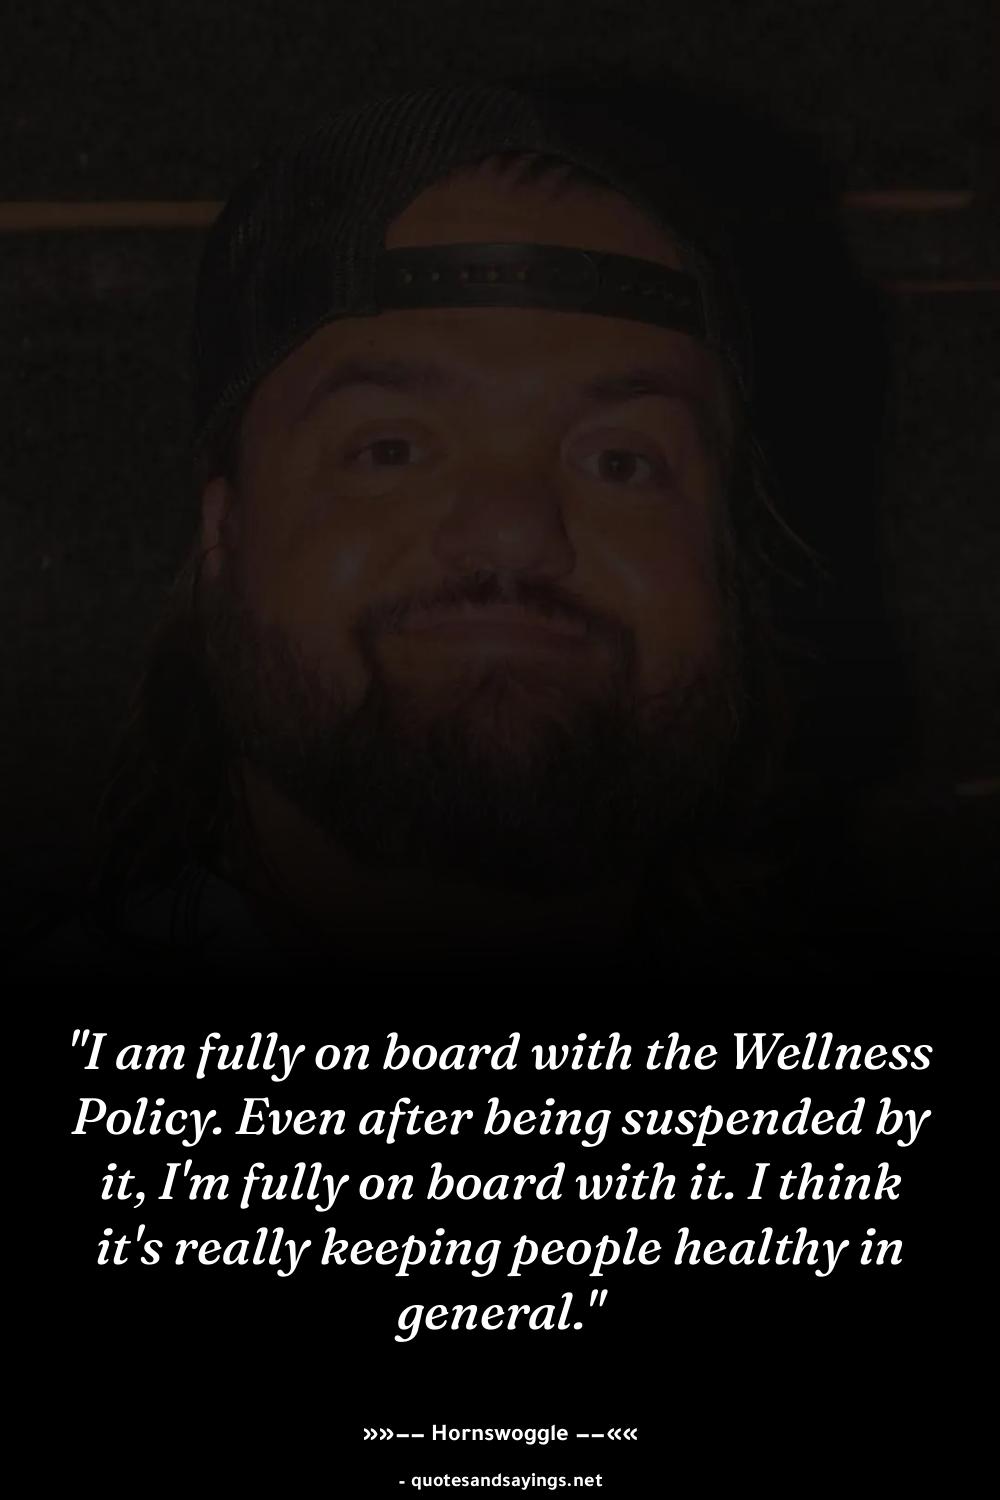 "I am fully on board with the Wellness
Policy. Even after being suspended by
it, I'm fully on board with it. I think
it's really keeping people healthy in
general."
»»−− Hornswoggle −−««
- quotesandsayings.net